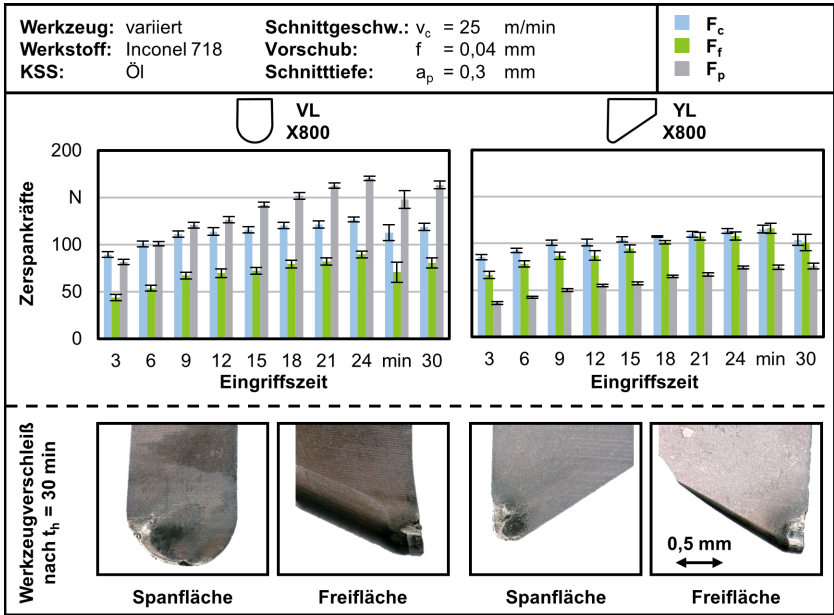 Werkzeug: variiert
Werkstoff: Inconel 718
KSS: Öl
Schnittgeschw.: vc = 25 m/min
Vorschub: f = 0,04 mm
Schnitttiefe: ap = 0,3 mm
Fc
Ff
Fp
VL
X800
YL
X800
Zerspankräfte
200
N
100
50
0
3 6 9 12 15 18 21 24 min 30
Eingriffszeit
3 6 9 12 15 18 21 24 min 30
Eingriffszeit
Werkzeugverschleiß
nach th = 30 min
0,5 mm
Spanfläche
Freifläche
Spanfläche
Freifläche